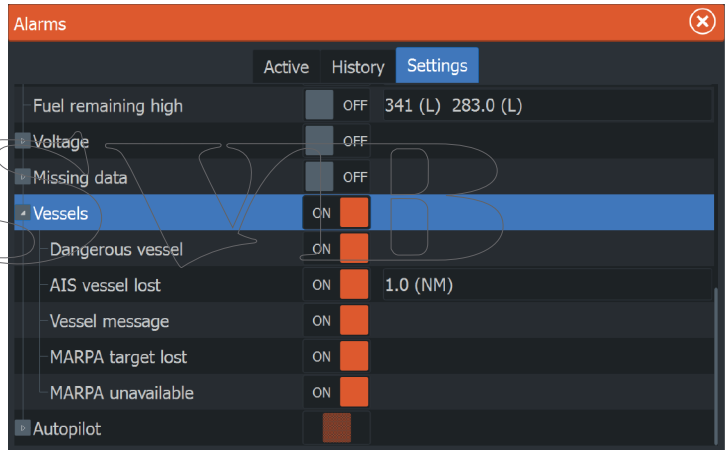 Alarms
Active History Settings
Fuel remaining high OFF 341 (L) 283.0 (L)
Voltage OFF
Missing data OFF
Vessels ON
Dangerous vessel ON
AIS vessel lost ON 1.0 (NM)
Vessel message ON
MARPA target lost ON
MARPA unavailable ON
Autopilot